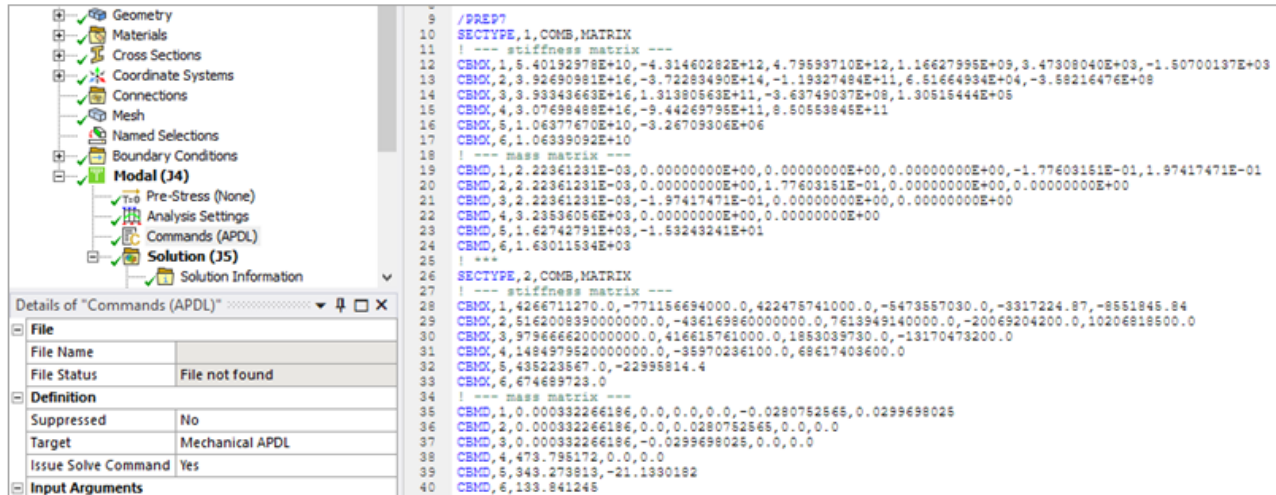 Geometry
Materials
Cross Sections
Coordinate Systems
Connections
Mesh
Named Selections
Boundary Conditions
Modal (J4)
T=0 Pre-Stress (None)
Analysis Settings
Commands (APDL)
Solution (J5)
Solution Information
Details of "Commands (APDL)"
File
File Name
File Status File not found
Definition
Suppressed No
Target Mechanical APDL
Issue Solve Command Yes
Input Arguments
9 /PREP7
10 SECTYPE,1,COMB,MATRIX
11 ! --- stiffness matrix ---
12 CBMX,1,5.40192978E+10,-4.31460282E+12,4.79593710E+12,1.16627995E+09,3.47308040E+03,-1.50700137E+03
13 CBMX,2,3.92690981E+16,-3.72283490E+14,-1.19327484E+11,6.51664934E+04,-3.58216476E+08
14 CBMX,3,3.93343663E+16,1.31380563E+11,-3.63749037E+08,1.30515444E+05
15 CBMX,4,3.07698488E+16,-9.44269795E+11,8.50553845E+11
16 CBMX,5,1.06377670E+10,-3.26709306E+06
17 CBMX,6,1.06339092E+10
18 ! --- mass matrix ---
19 CBMD,1,2.22361231E-03,0.00000000E+00,0.00000000E+00,0.00000000E+00,-1.77603151E-01,1.97417471E-01
20 CBMD,2,2.22361231E-03,0.00000000E+00,1.77603151E-01,0.00000000E+00,0.00000000E+00
21 CBMD,3,2.22361231E-03,-1.97417471E-01,0.00000000E+00,0.00000000E+00
22 CBMD,4,3.23536056E+03,0.00000000E+00,0.00000000E+00
23 CBMD,5,1.62742791E+03,-1.53243241E+01
24 CBMD,6,1.63011534E+03
25 ! ***
26 SECTYPE,2,COMB,MATRIX
27 ! --- stiffness matrix ---
28 CBMX,1,4266711270.0,-771156694000.0,422475741000.0,-5473557030.0,-3317224.87,-8551845.84
29 CBMX,2,5162008390000000.0,-436169860000000.0,7613949140000.0,-20069204200.0,10206818500.0
30 CBMX,3,979666620000000.0,416615761000.0,1853039730.0,-13170473200.0
31 CBMX,4,1484979520000000.0,-35970236100.0,68617403600.0
32 CBMX,5,435223567.0,-22995814.4
33 CBMX,6,674689723.0
34 ! --- mass matrix ---
35 CBMD,1,0.000332266186,0.0,0.0,0.0,-0.0280752565,0.0299698025
36 CBMD,2,0.000332266186,0.0,0.0280752565,0.0,0.0
37 CBMD,3,0.000332266186,-0.0299698025,0.0,0.0
38 CBMD,4,473.795172,0.0,0.0
39 CBMD,5,343.273813,-21.1330182
40 CBMD,6,133.841245